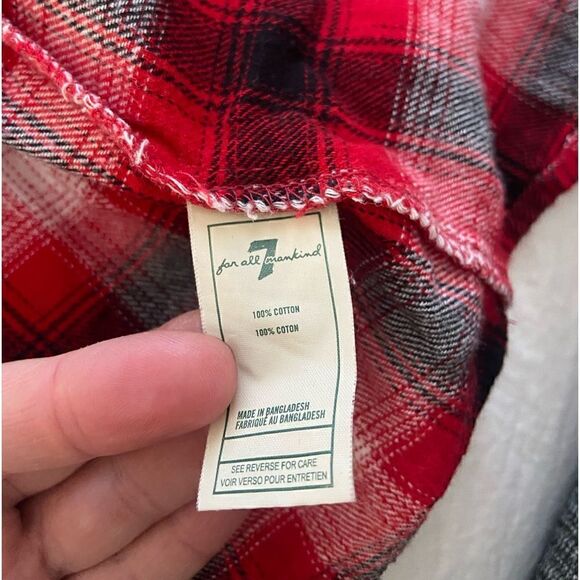 7
for all mankind
100% COTTON
100% COTON
MADE IN BANGLADESH
FABRIQUÉ AU BANGLADESH
SEE REVERSE FOR CARE
VOIR VERSO POUR ENTRETIEN